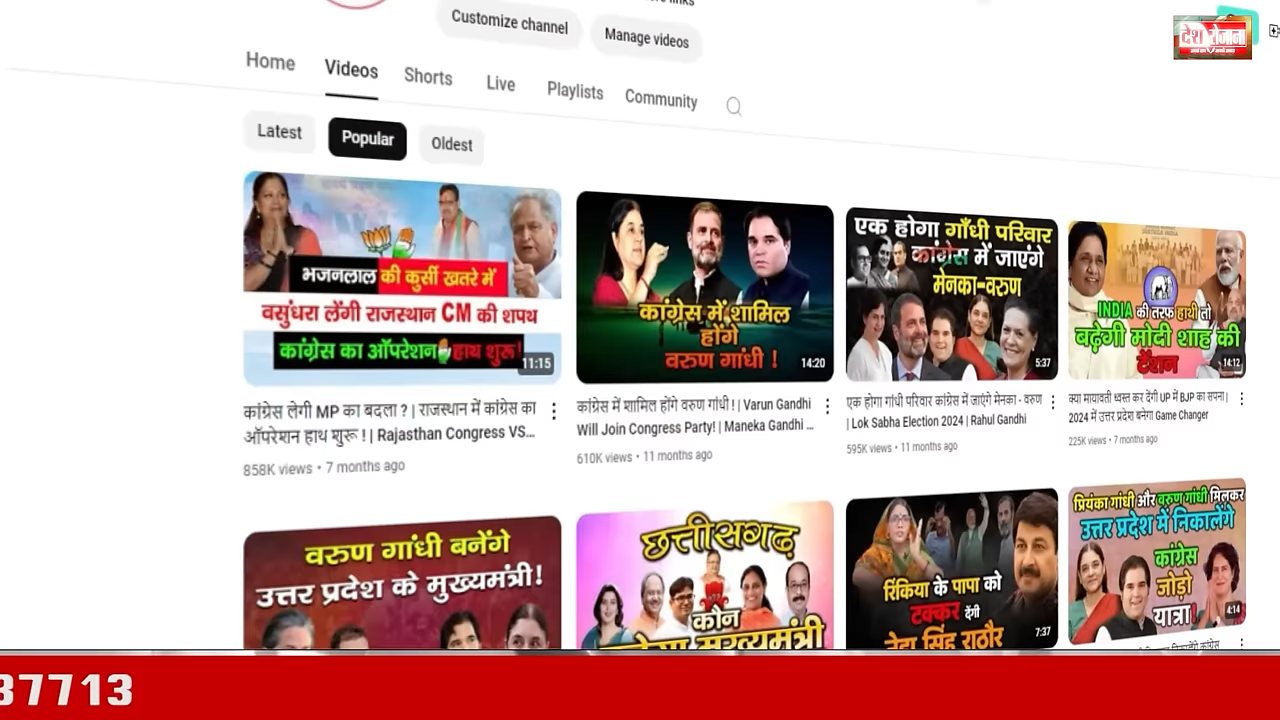 Customize channel
Manage videos
देश रोजाना
Home
Videos
Shorts
Live
Playlists
Community
Latest
Popular
Oldest
भजनलाल की कुर्सी खतरे में
वसुंधरा लेंगी राजस्थान CM की शपथ
कांग्रेस का ऑपरेशन हाथ शुरू !
11:15
कांग्रेस लेगी MP का बदला ? | राजस्थान में कांग्रेस का
ऑपरेशन हाथ शुरू ! | Rajasthan Congress VS...
858K views • 7 months ago
कांग्रेस में शामिल
होंगे
वरुण गांधी !
14:20
कांग्रेस में शामिल होंगे वरुण गांधी ! | Varun Gandhi
Will Join Congress Party! | Maneka Gandhi ...
610K views • 11 months ago
एक होगा गाँधी परिवार
कांग्रेस में जाएंगे
मेनका-वरुण
5:37
एक होगा गांधी परिवार कांग्रेस में जाएंगे मेनका - वरुण
| Lok Sabha Election 2024 | Rahul Gandhi
595K views • 11 months ago
INDIA की तरफ हाथी तो
बढ़ेगी मोदी शाह की
टेंशन
14:12
क्या मायावती ध्वस्त कर देंगी UP में BJP का सपना |
2024 में उत्तर प्रदेश बनेगा Game Changer
225K views • 7 months ago
वरुण गांधी बनेंगे
उत्तर प्रदेश के मुख्यमंत्री!
छत्तीसगढ़
कौन
बनेगा मुख्यमंत्री
रिंकिया के पापा को
टक्कर देंगी
नेहा सिंह राठौर
7:37
प्रियंका गांधी और वरुण गांधी मिलकर
उत्तर प्रदेश में निकालेंगे
कांग्रेस
जोड़ो
यात्रा!
4:14
37713